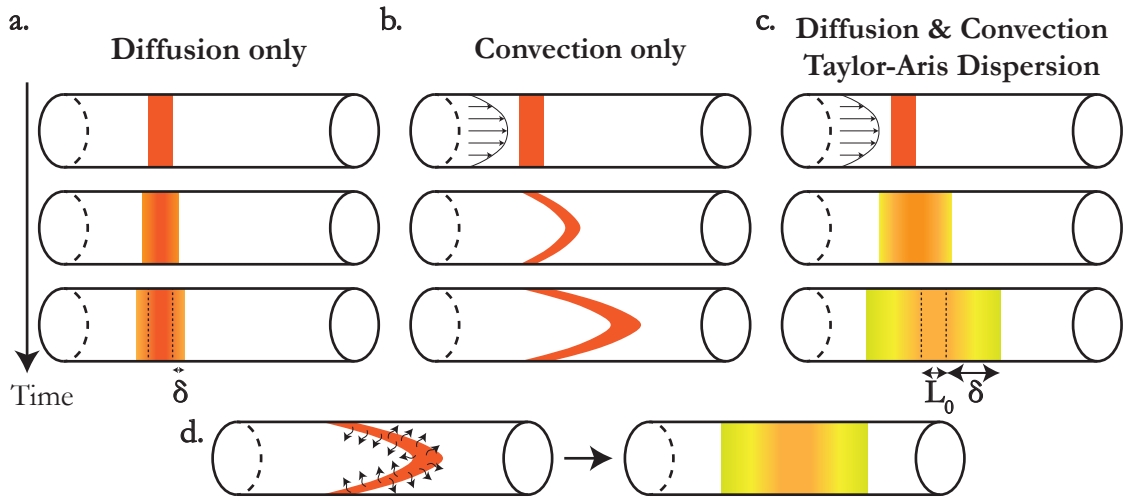 a.
Diffusion only
b.
Convection only
c.
Diffusion & Convection
Taylor-Aris Dispersion
Time
δ
L₀
δ
d.